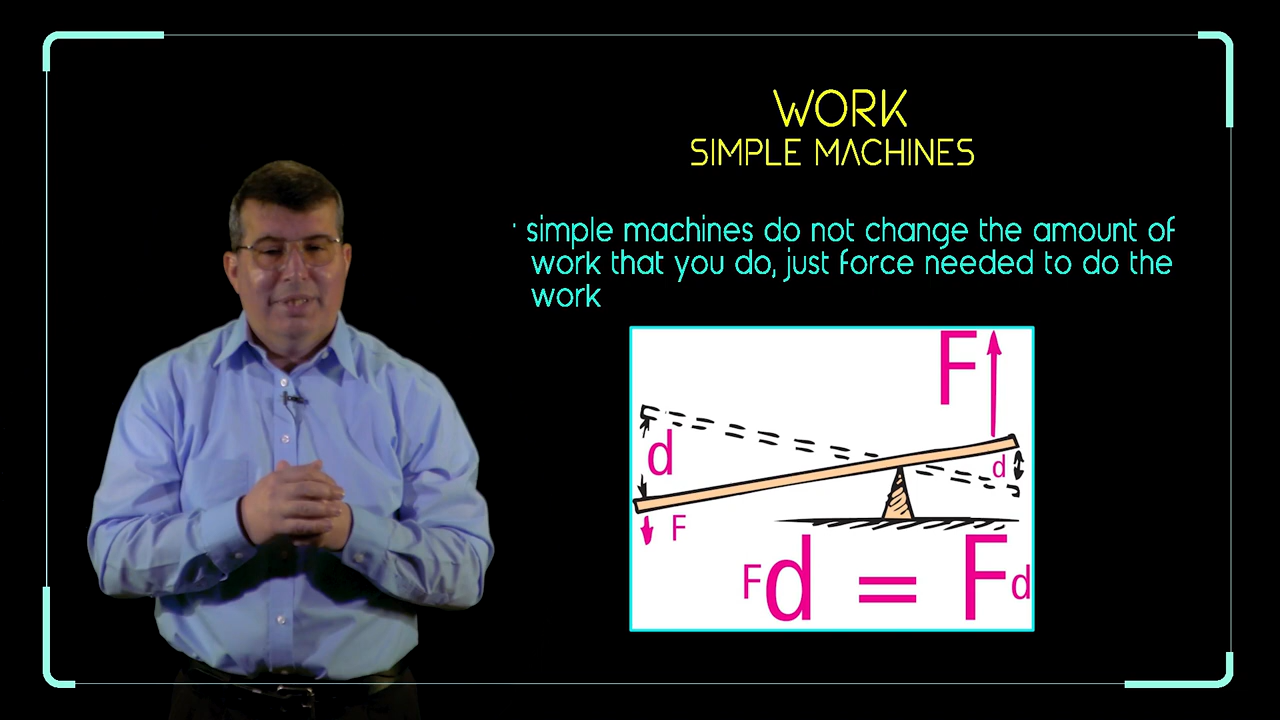 WORK
SIMPLE MACHINES
· simple machines do not change the amount of
work that you do, just force needed to do the
work
F
d
d
F
Fd = Fd